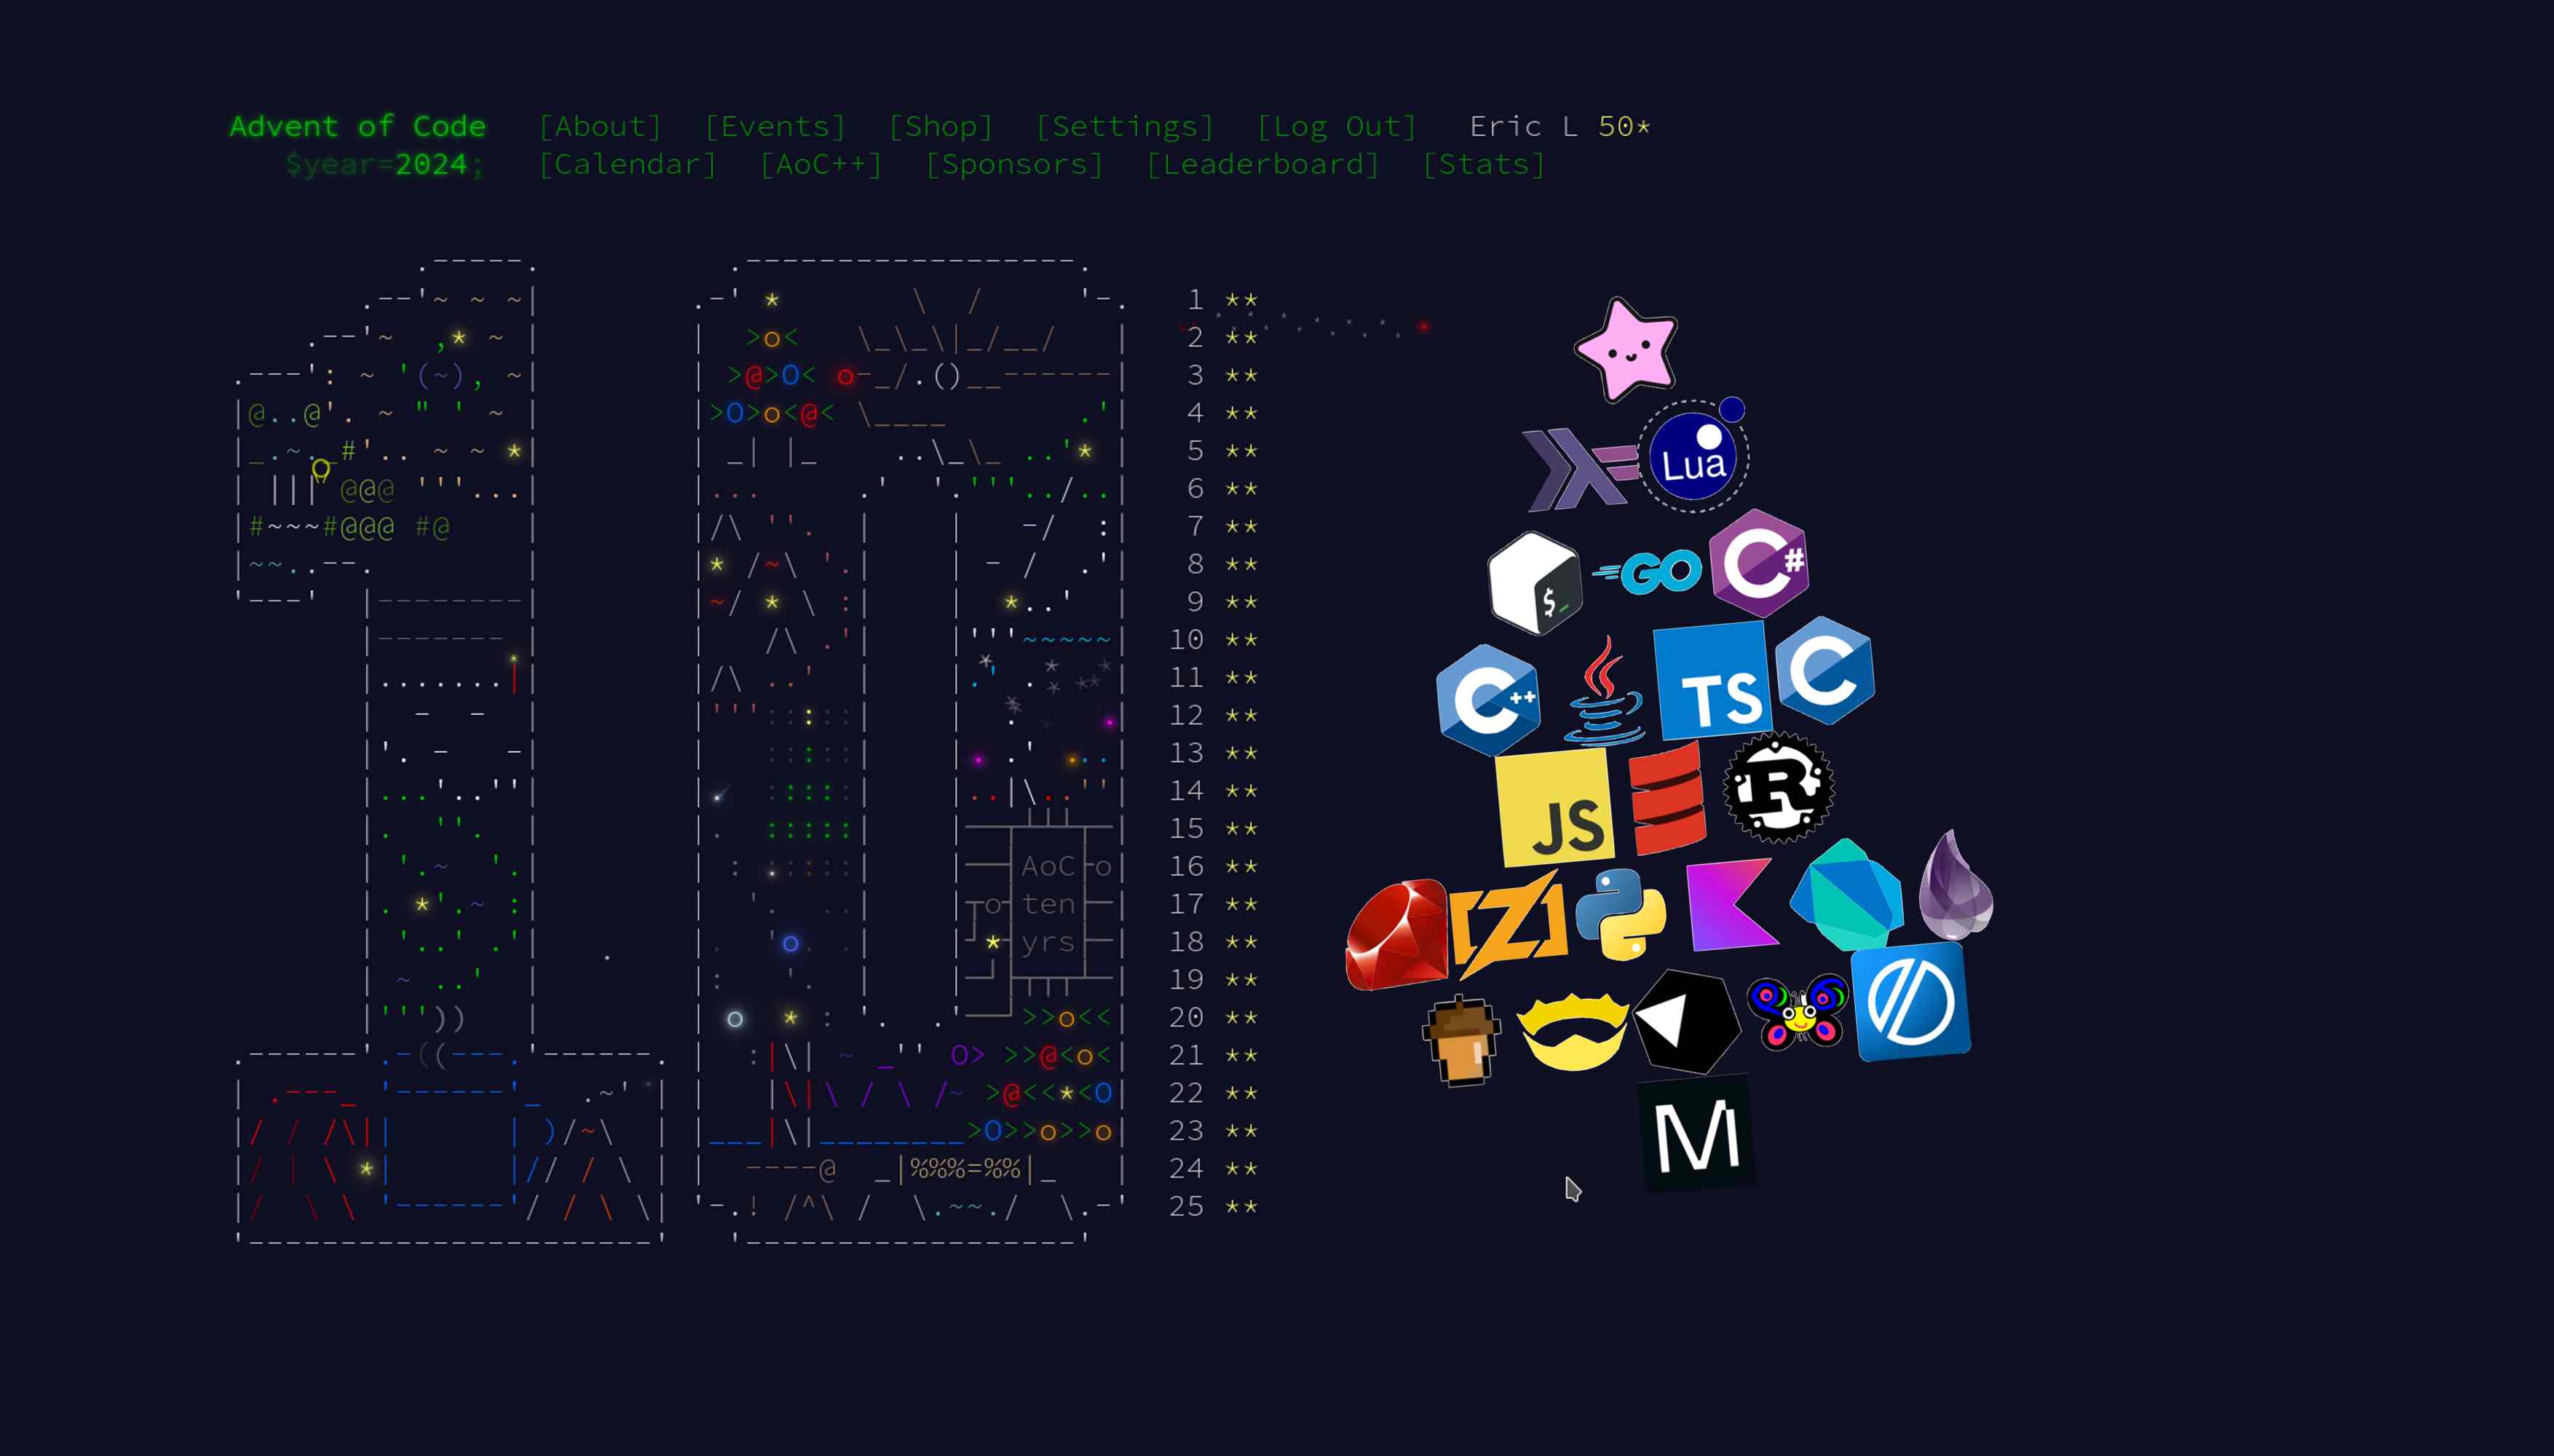 Advent of Code [About] [Events] [Shop] [Settings] [Log Out] Eric L 50*
$year=2024; [Calendar] [AoC++] [Sponsors] [Leaderboard] [Stats]
1 **
2 **
3 **
4 **
5 **
6 **
7 **
8 **
9 **
10 **
11 **
12 **
13 **
14 **
15 **
16 **
17 **
18 **
19 **
20 **
21 **
22 **
23 **
24 **
25 **
AoC
ten
yrs
Lua
$_
GO
C#
C++
TS
C
JS
R
M